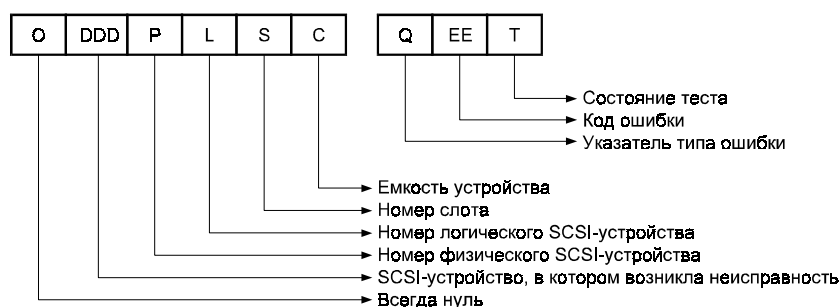 O DDD P L S C Q EE T
Состояние теста
Код ошибки
Указатель типа ошибки
Емкость устройства
Номер слота
Номер логического SCSI-устройства
Номер физического SCSI-устройства
SCSI-устройство, в котором возникла неисправность
Всегда нуль